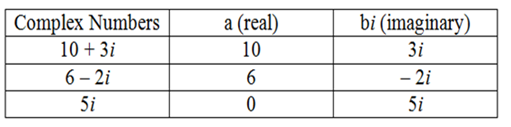 Complex Numbers a (real) bi (imaginary)
10 + 3i 10 3i
6 – 2i 6 – 2i
5i 0 5i